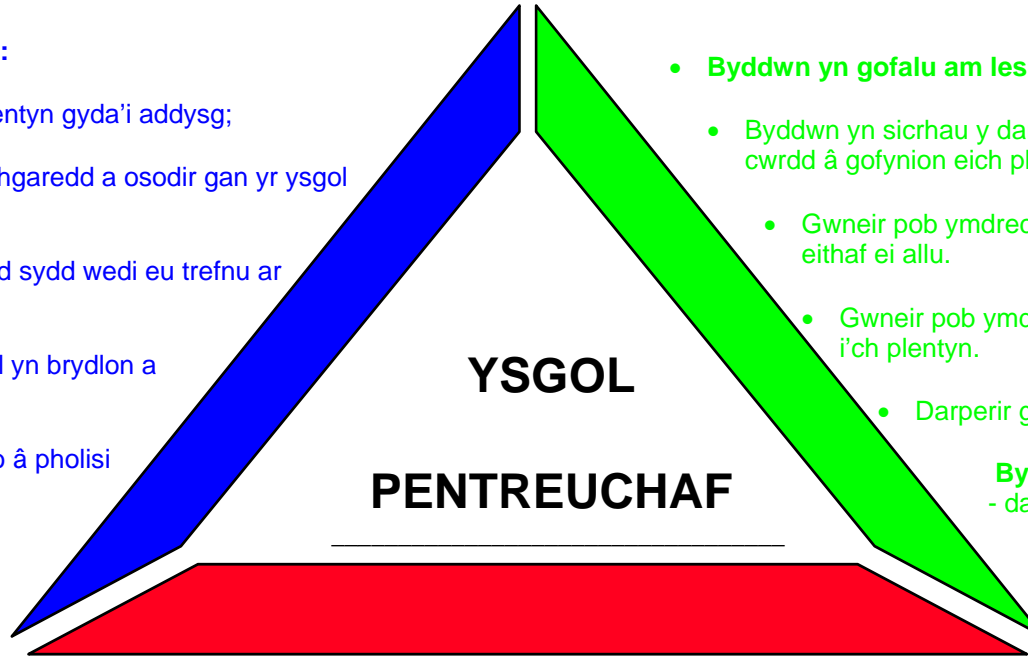 :
entyn gyda'i addysg;
hgaredd a osodir gan yr ysgol
d sydd wedi eu trefnu ar
l yn brydlon a
â pholisi
YSGOL
PENTREUCHAF
• Byddwn yn gofalu am les
• Byddwn yn sicrhau y da
cwrdd â gofynion eich pl
• Gwneir pob ymdrec
eithaf ei allu.
• Gwneir pob ymd
i'ch plentyn.
• Darperir g
By
- da